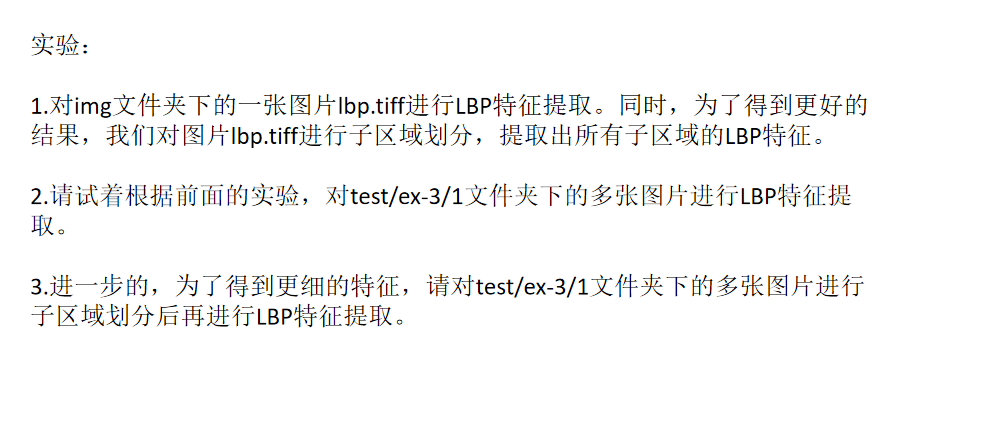 实验：
1.对img文件夹下的一张图片lbp.tiff进行LBP特征提取。同时，为了得到更好的
结果，我们对图片lbp.tiff进行子区域划分，提取出所有子区域的LBP特征。
2.请试着根据前面的实验，对test/ex-3/1文件夹下的多张图片进行LBP特征提
取。
3.进一步的，为了得到更细的特征，请对test/ex-3/1文件夹下的多张图片进行
子区域划分后再进行LBP特征提取。